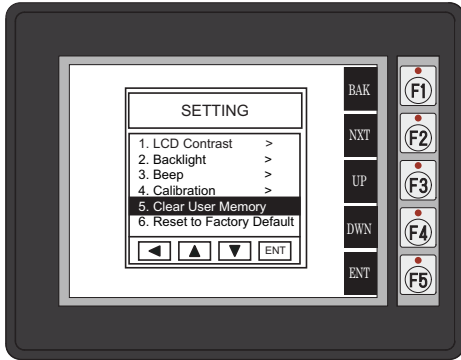 SETTING
1. LCD Contrast >
2. Backlight >
3. Beep >
4. Calibration >
5. Clear User Memory
6. Reset to Factory Default
ENT
BAK
NXT
UP
DWN
ENT
F1
F2
F3
F4
F5